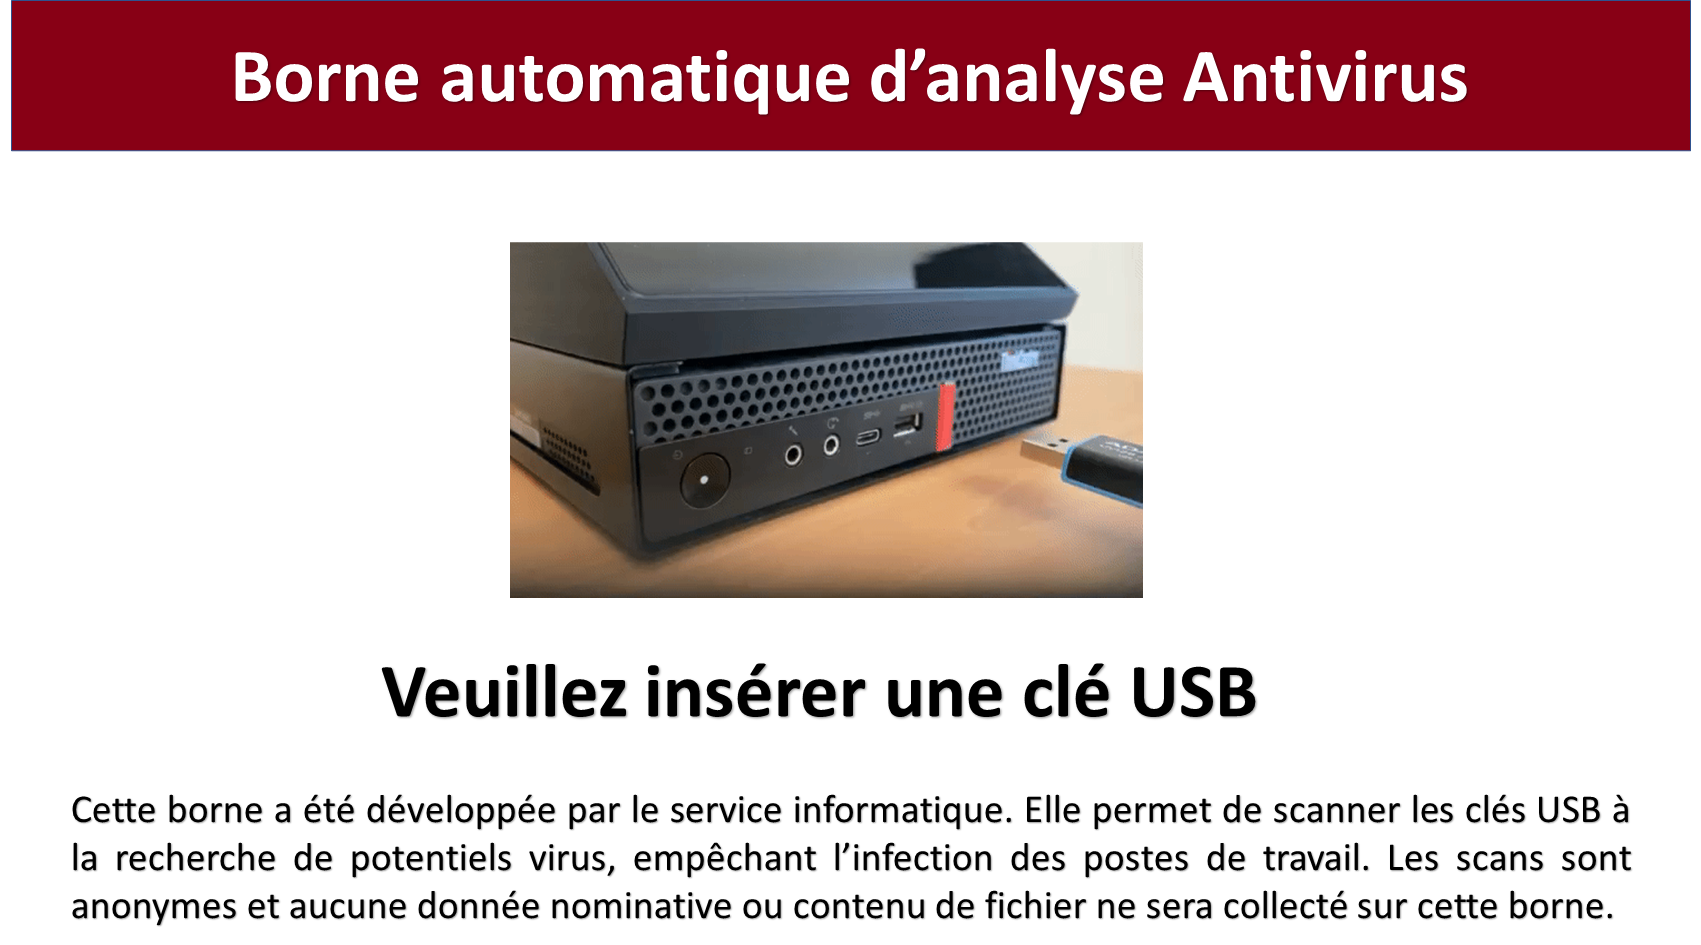 Borne automatique d’analyse Antivirus
Veuillez insérer une clé USB
Cette borne a été développée par le service informatique. Elle permet de scanner les clés USB à
la recherche de potentiels virus, empêchant l’infection des postes de travail. Les scans sont
anonymes et aucune donnée nominative ou contenu de fichier ne sera collecté sur cette borne.